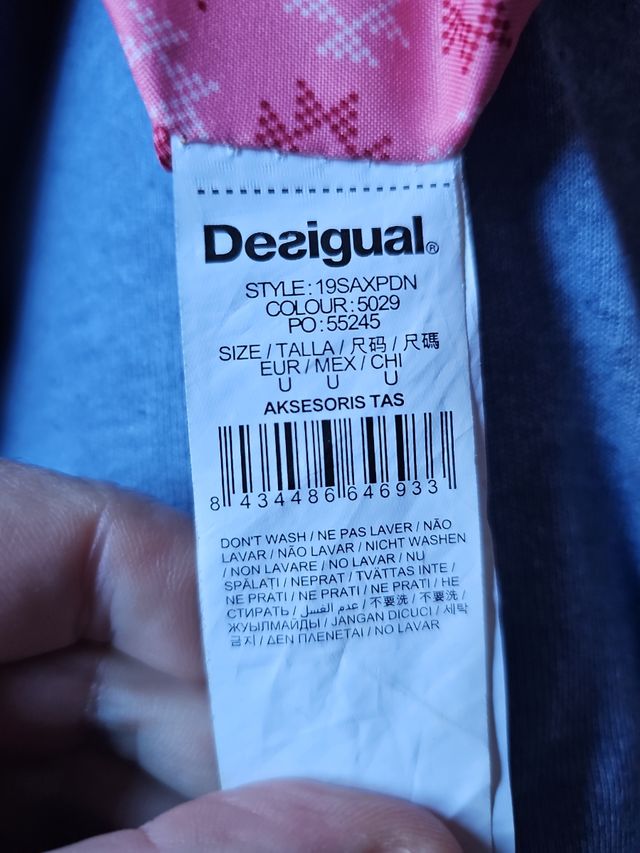 Desigual®
STYLE : 19SAXPDN
COLOUR : 5029
PO : 55245
SIZE / TALLA / 尺码 / 尺碼
EUR / MEX / CHI
U U U
AKSESORIS TAS
8 434486 646933
DON'T WASH / NE PAS LAVER / NÃO
LAVAR / NÃO LAVAR / NICHT WASHEN
/ NON LAVARE / NO LAVAR / NU
SPĂLAȚI / NEPRAT / TVÄTTAS INTE /
NE PRATI / NE PRATI / NE PRATI / НЕ
СТИРАТЬ / عدم الغسل / 不要洗 / 不要洗 /
ЖУЫЛМАЙДЫ / JANGAN DICUCI / 세탁
금지 / ΔΕΝ ΠΛΕΝΕΤΑΙ / NO LAVAR